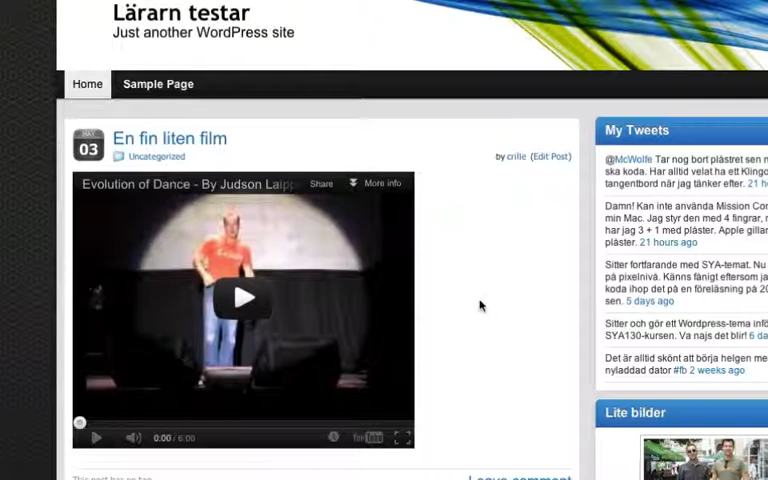 Lärarn testar
Just another WordPress site
Home
Sample Page
MAY
03
En fin liten film
Uncategorized
by crille (Edit Post)
Evolution of Dance - By Judson Laipp
Share
More info
0:00 / 6:00
YouTube
This post has no tag
Leave comment
My Tweets
@McWolfe Tar nog bort plåstret sen n
ska koda. Har alltid velat ha ett Klingo
tangentbord när jag tänker efter. 21 h
Damn! Kan inte använda Mission Con
min Mac. Jag styr den med 4 fingrar, n
har jag 3 + 1 med plåster. Apple gillar
plåster. 21 hours ago
Sitter fortfarande med SYA-temat. Nu
på pixelnivå. Känns fånigt eftersom ja
koda ihop det på en föreläsning på 20
sen. 5 days ago
Sitter och gör ett Wordpress-tema infö
SYA130-kursen. Va najs det blir! 6 da
Det är alltid skönt att börja helgen me
nyladdad dator #fb 2 weeks ago
Lite bilder